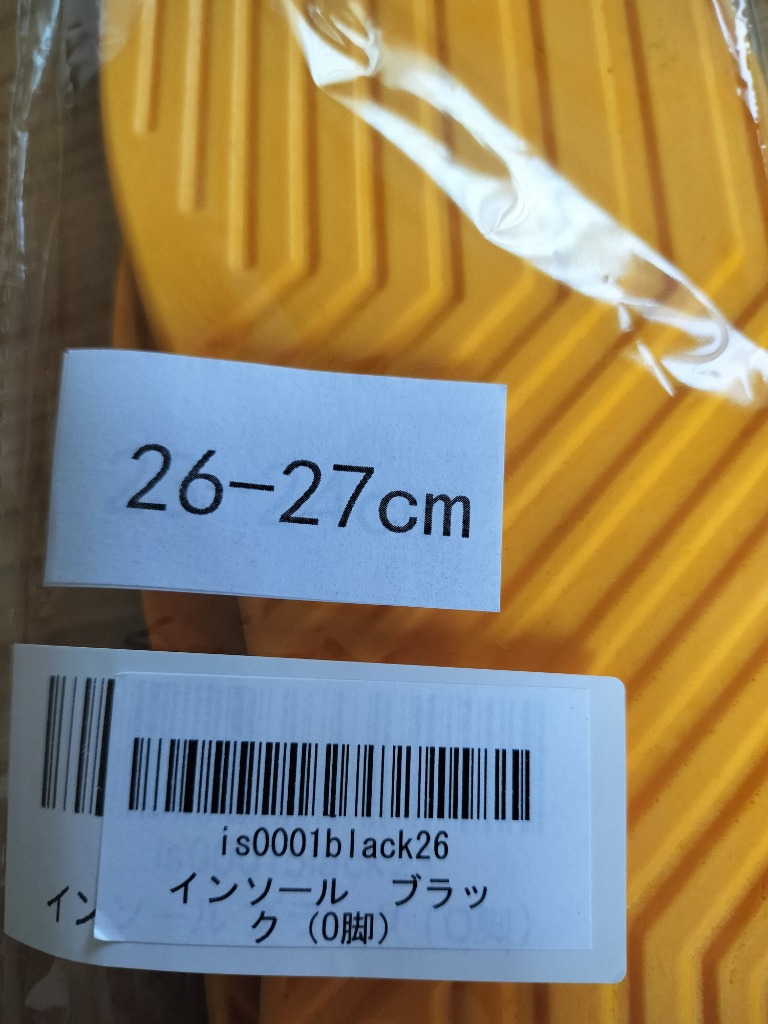 26-27cm
is0001black26
インソール ブラッ
ク (O脚)
イン